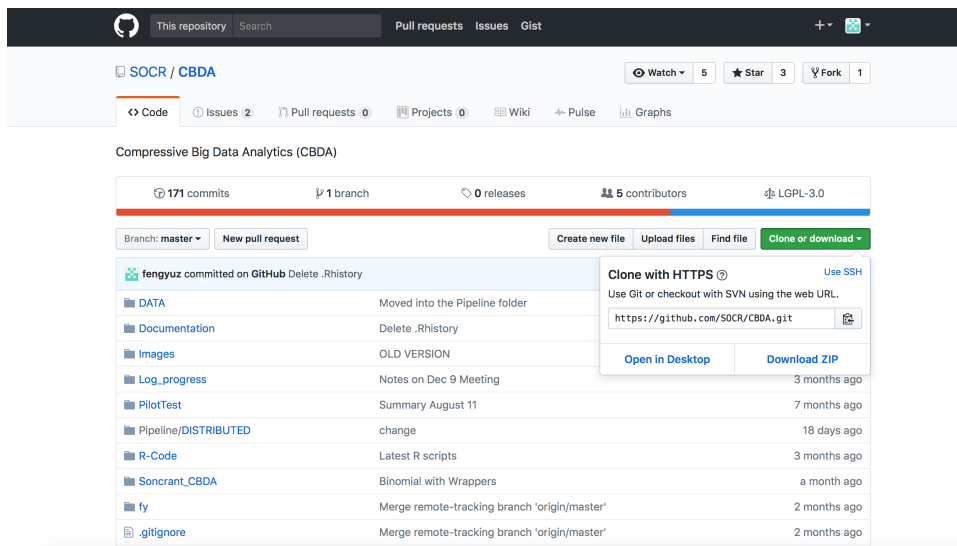 This repository Search Pull requests Issues Gist
SOCR / CBDA Watch 5 Star 3 Fork 1
Code Issues 2 Pull requests 0 Projects 0 Wiki Pulse Graphs
Compressive Big Data Analytics (CBDA)
171 commits 1 branch 0 releases 5 contributors LGPL-3.0
Branch: master New pull request Create new file Upload files Find file Clone or download
fengyuz committed on GitHub Delete .Rhistory
Clone with HTTPS ? Use SSH
Use Git or checkout with SVN using the web URL.
https://github.com/SOCR/CBDA.git
Open in Desktop Download ZIP
DATA Moved into the Pipeline folder
Documentation Delete .Rhistory
Images OLD VERSION
Log_progress Notes on Dec 9 Meeting 3 months ago
PilotTest Summary August 11 7 months ago
Pipeline/DISTRIBUTED change 18 days ago
R-Code Latest R scripts 3 months ago
Soncrant_CBDA Binomial with Wrappers a month ago
fy Merge remote-tracking branch 'origin/master' 2 months ago
.gitignore Merge remote-tracking branch 'origin/master' 2 months ago